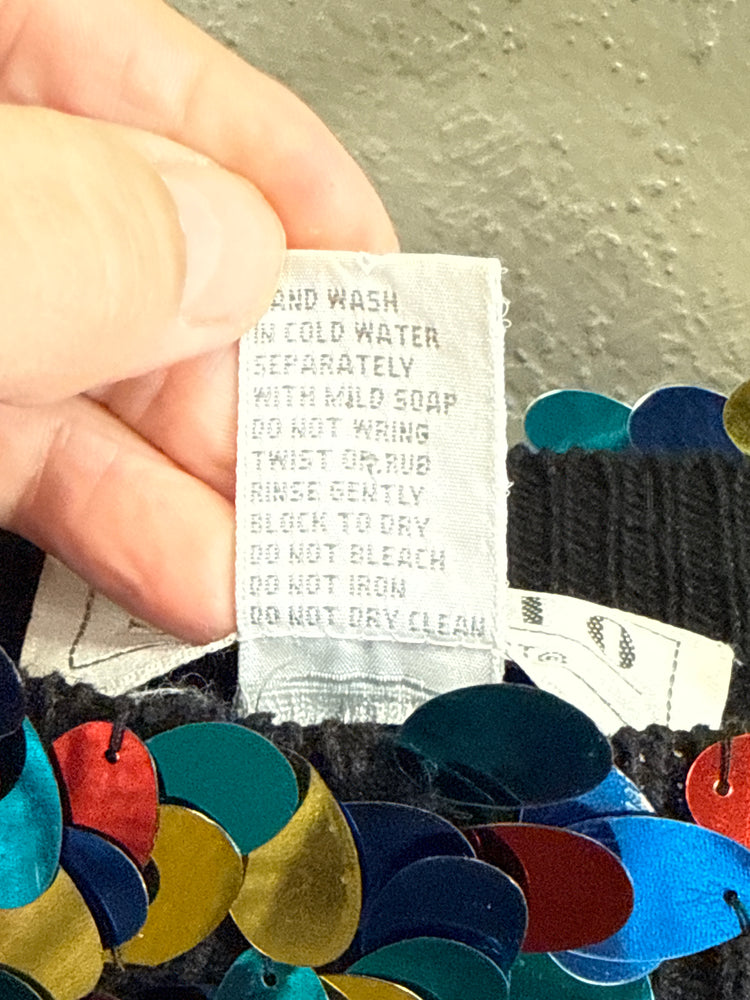 AND WASH
IN COLD WATER
SEPARATELY
WITH MILD SOAP
DO NOT WRING
TWIST OR RUB
RINSE GENTLY
BLOCK TO DRY
DO NOT BLEACH
DO NOT IRON
DO NOT DRY CLEAN